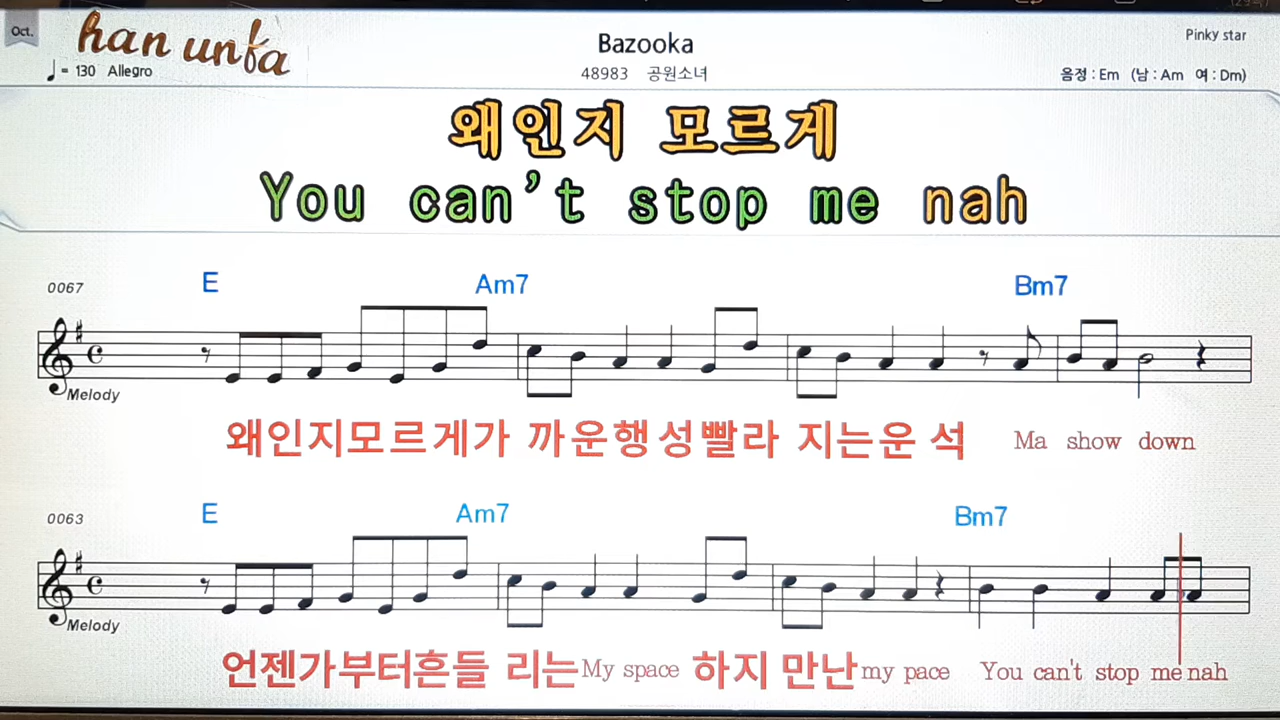 Oct.
han unfa
Bazooka
Pinky star
= 130 Allegro
48983 공원소녀
음정 : Em (남 : Am 여 : Dm)
왜인지 모르게
You can't stop me nah
0067 E Am7 Bm7
Melody
왜인지모르게가 까운행성빨라 지는운석 Ma show down
0063 E Am7 Bm7
Melody
언젠가부터흔들 리는 My space 하지 만난 my pace You can't stop me nah